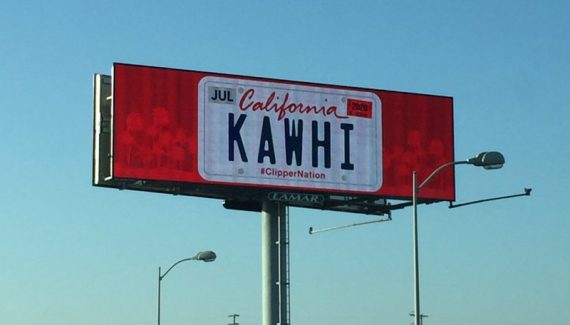 JUL
California
2020
KAWHI
#ClipperNation
LAMAR